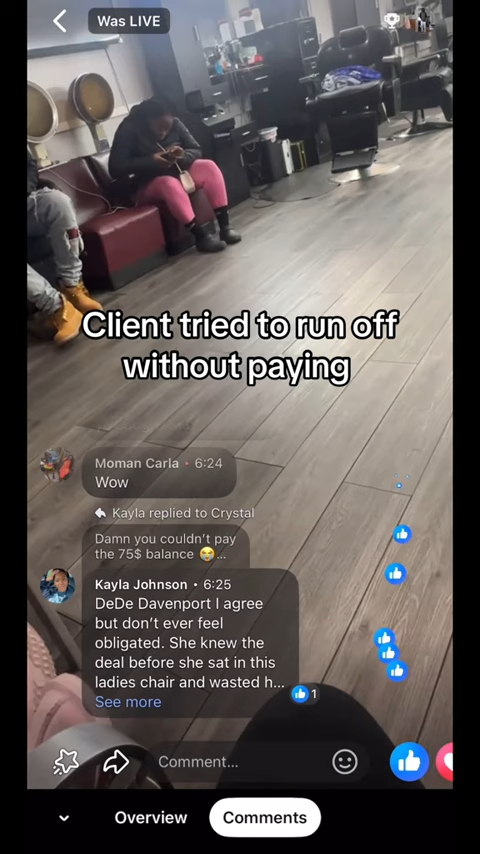 Was LIVE
Client tried to run off
without paying
Moman Carla • 6:24
Wow
Kayla replied to Crystal
Damn you couldn't pay
the 75$ balance 😭...
Kayla Johnson • 6:25
DeDe Davenport I agree
but don't ever feel
obligated. She knew the
deal before she sat in this
ladies chair and wasted h...
See more
1
Comment...
Overview
Comments